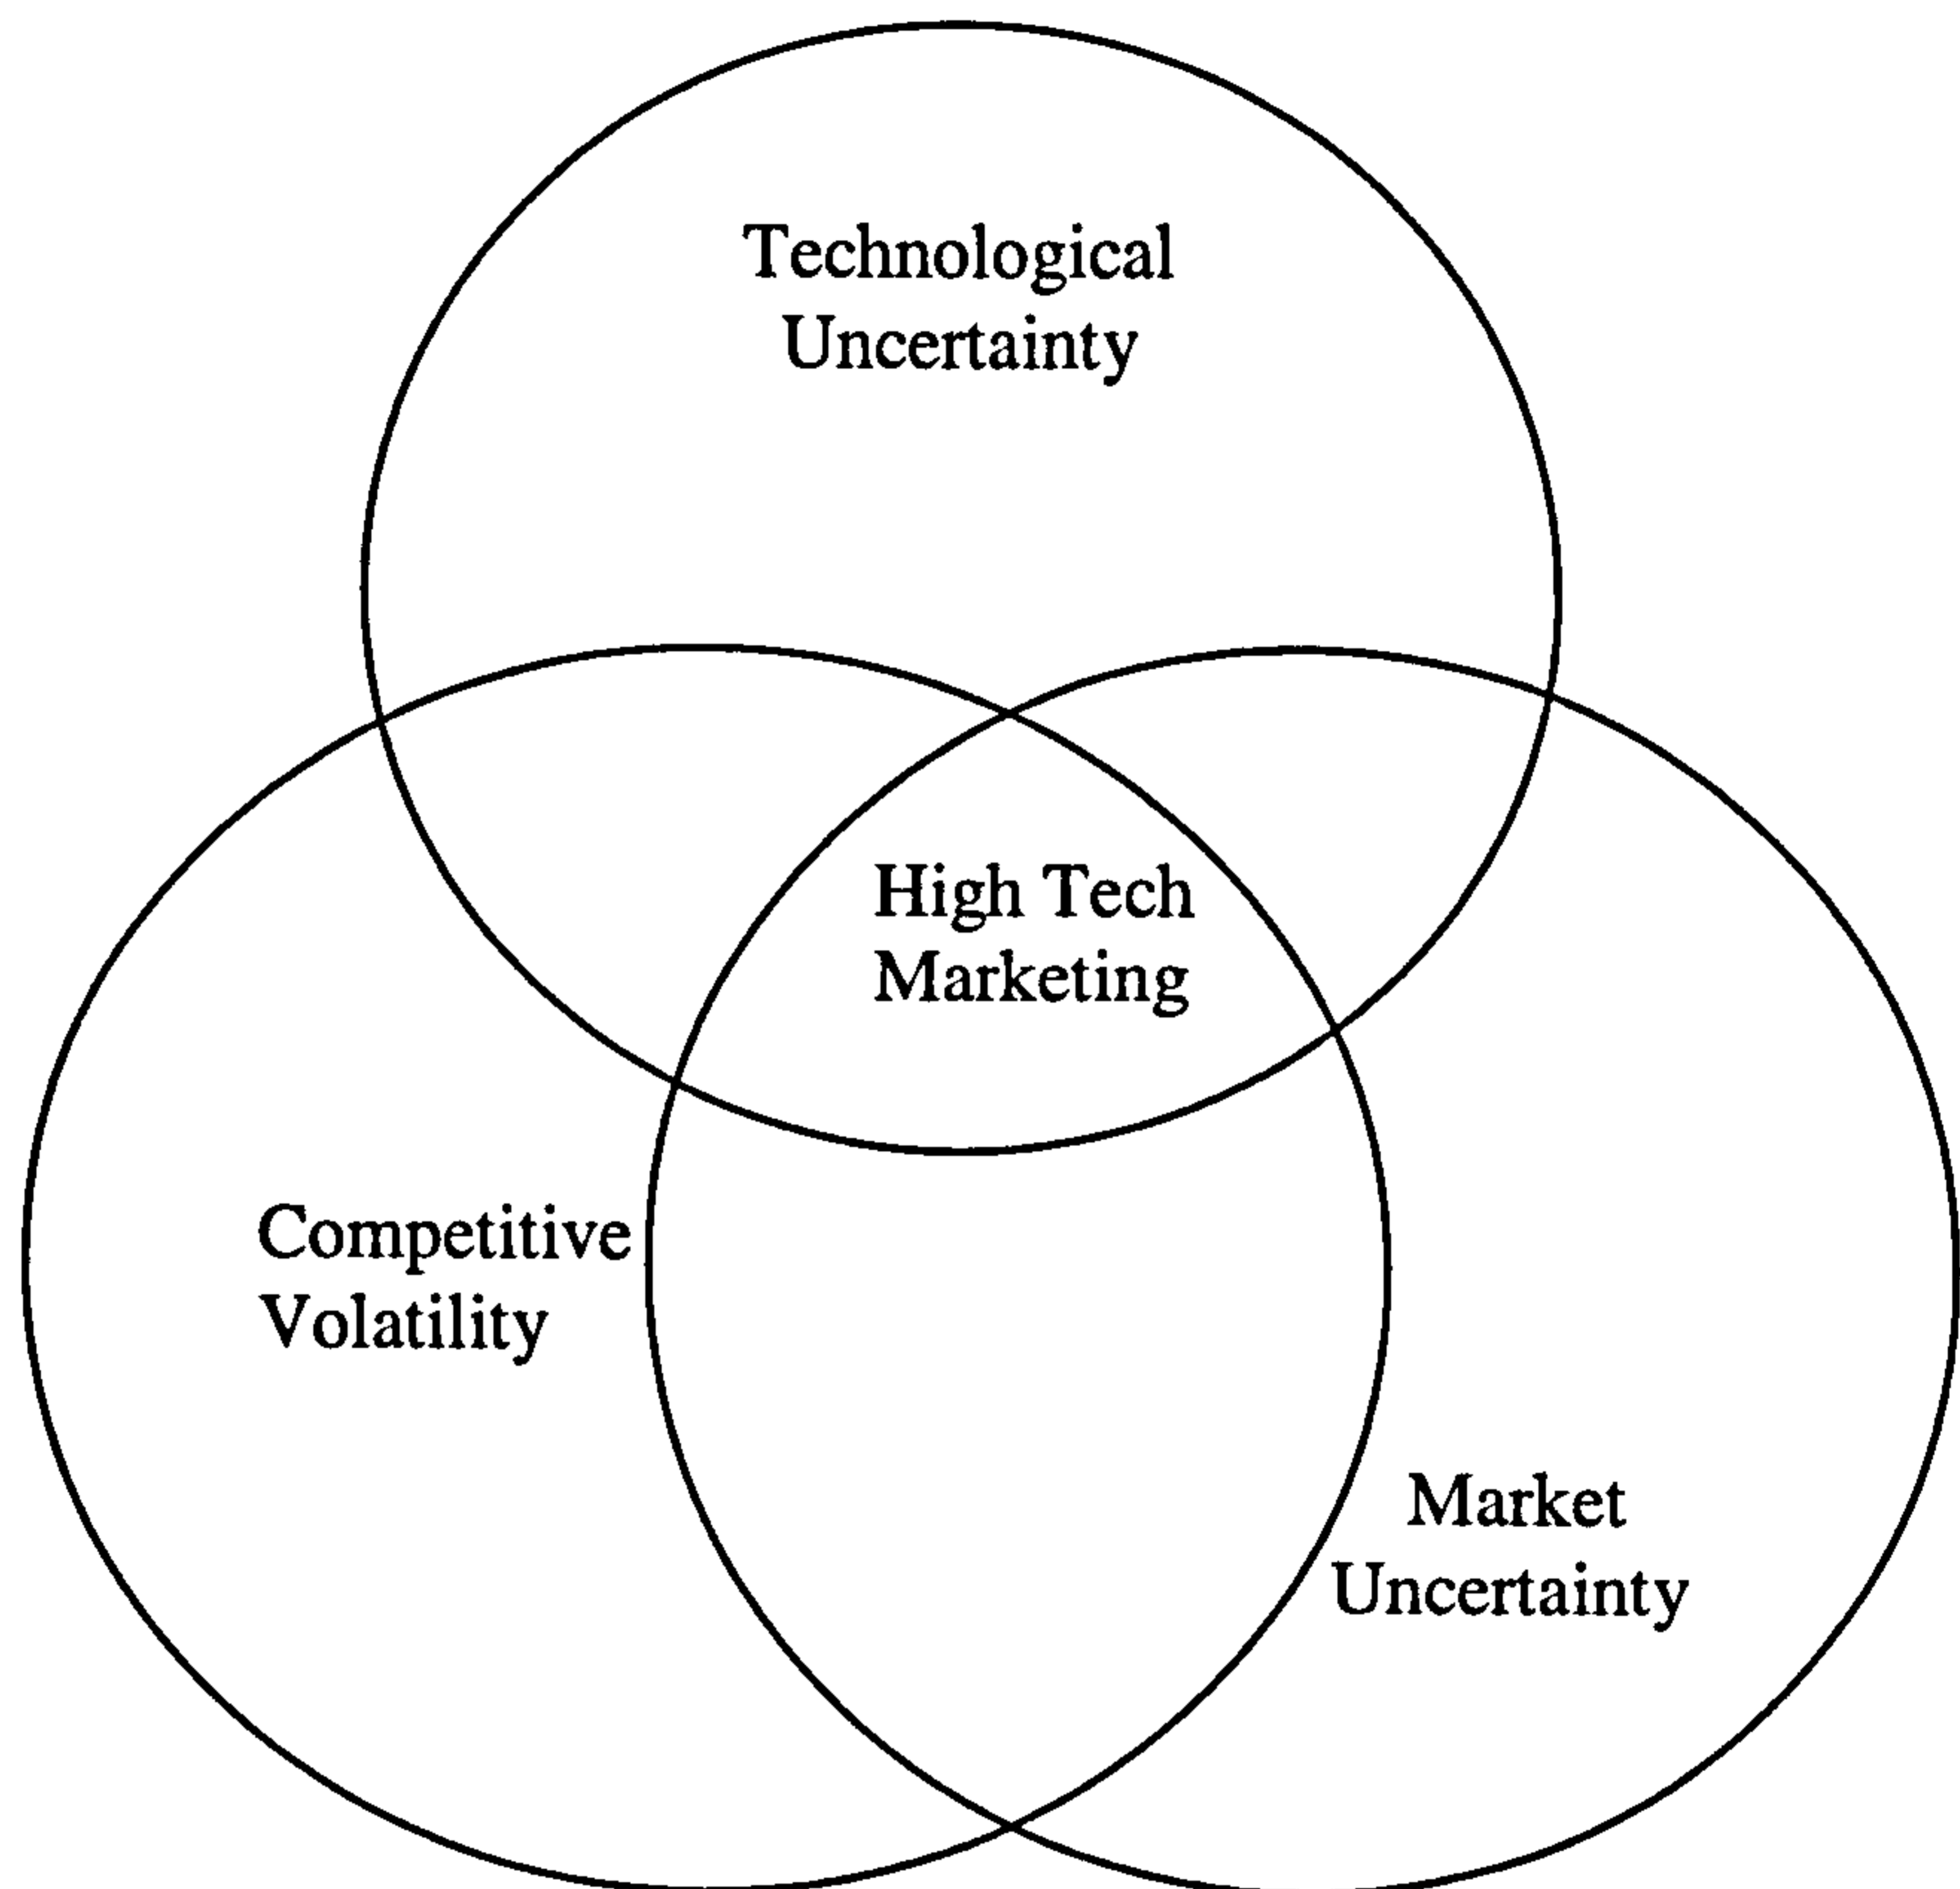 Technological
Uncertainty
High Tech
Marketing
Competitive
Volatility
Market
Uncertainty